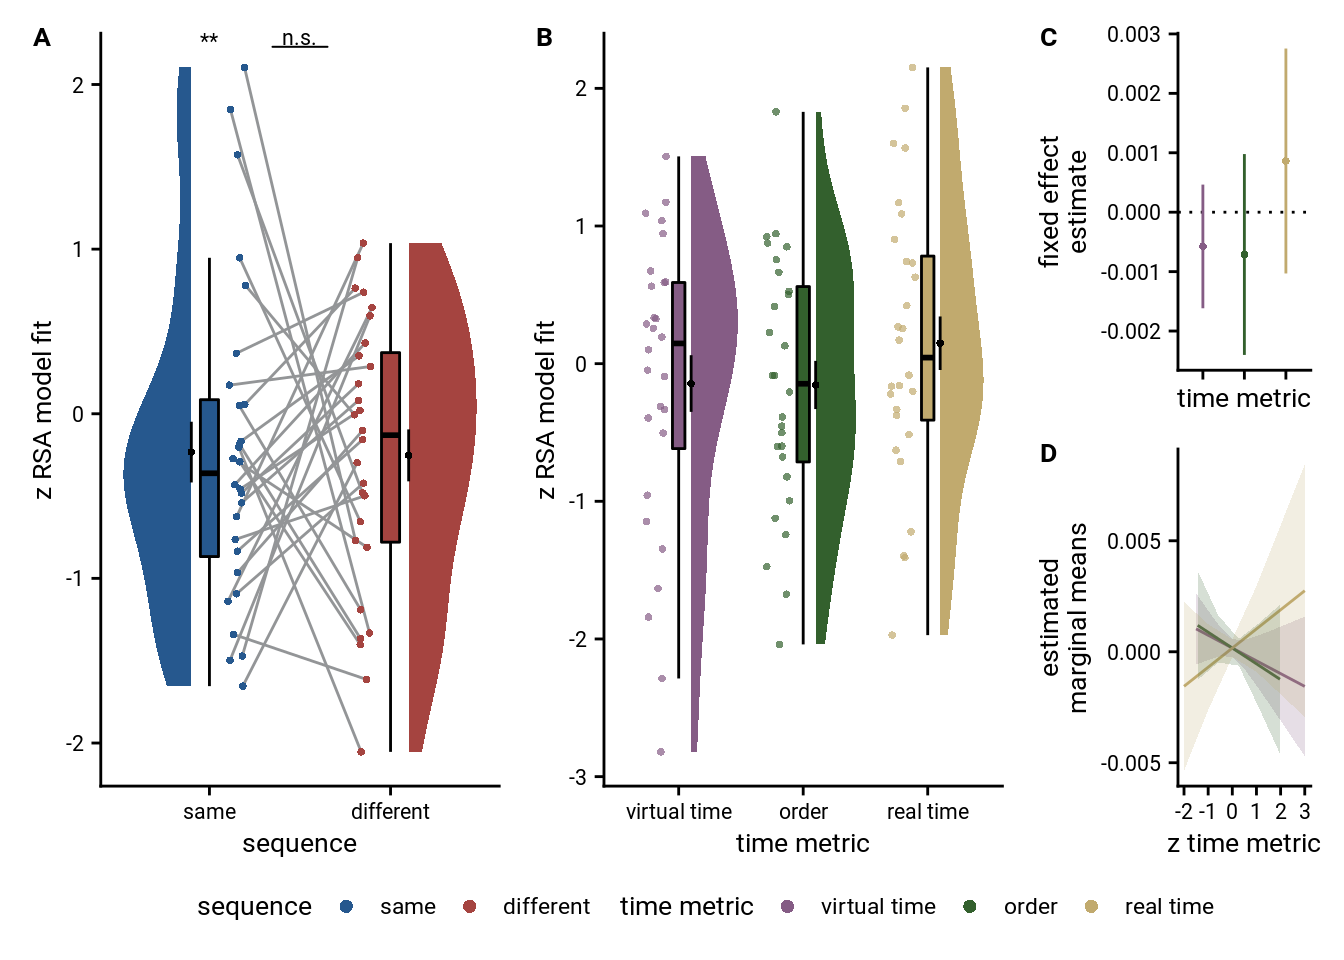 A
**
n.s.
2
1
0
-1
-2
z RSA model fit
same
different
sequence
B
2
1
0
-1
-2
-3
z RSA model fit
virtual time
order
real time
time metric
C
0.003
0.002
0.001
0.000
-0.001
-0.002
fixed effect
estimate
time metric
D
0.005
0.000
-0.005
estimated
marginal means
-2 -1 0 1 2 3
z time metric
sequence same different time metric virtual time order real time